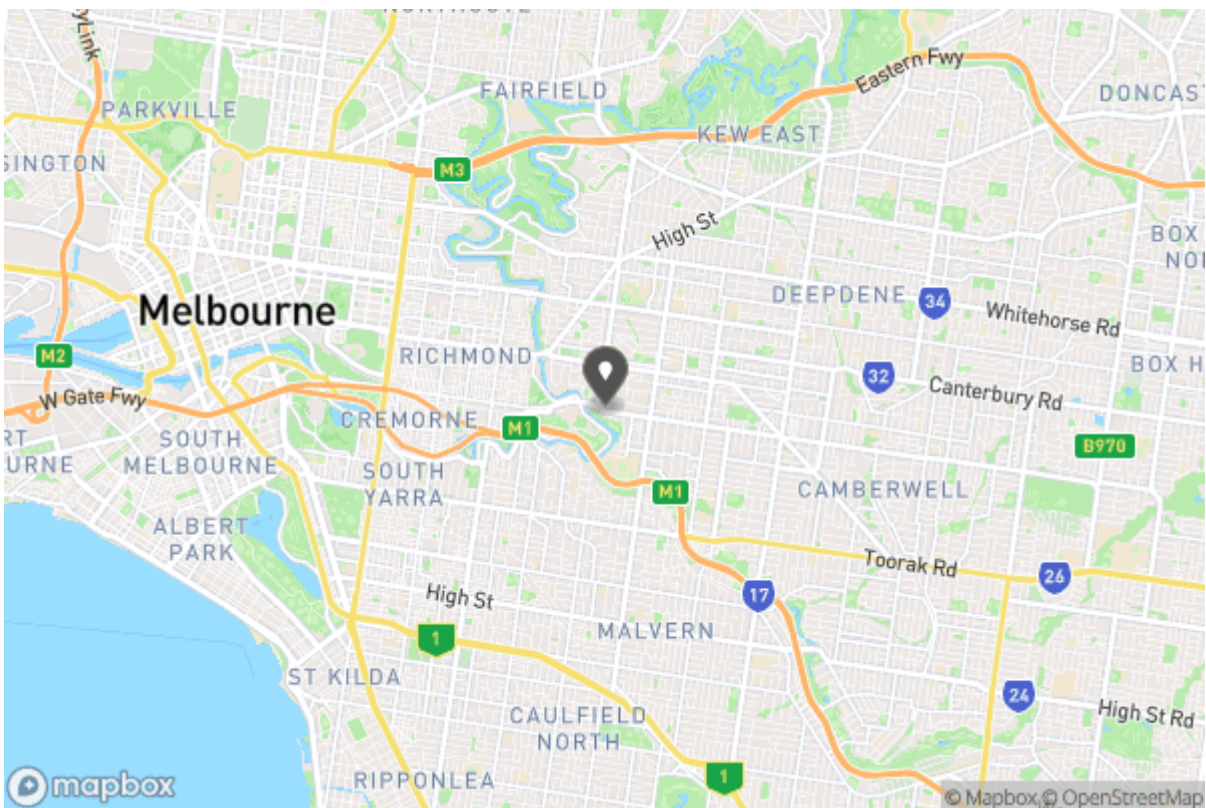 NORTHCOTE
yLink
FAIRFIELD
Eastern Fwy
DONCAST
PARKVILLE
KEW EAST
SINGTON
M3
High St
BOX
NO
DEEPDENE
34
Whitehorse Rd
Melbourne
RICHMOND
M2
32
BOX H
Canterbury Rd
W Gate Fwy
CREMORNE
M1
B970
RT
URNE
SOUTH
MELBOURNE
SOUTH
YARRA
M1
CAMBERWELL
ALBERT
PARK
Toorak Rd
26
High St
17
MALVERN
1
ST KILDA
24
High St Rd
CAULFIELD
NORTH
RIPPONLEA
1
mapbox
© Mapbox © OpenStreetMap